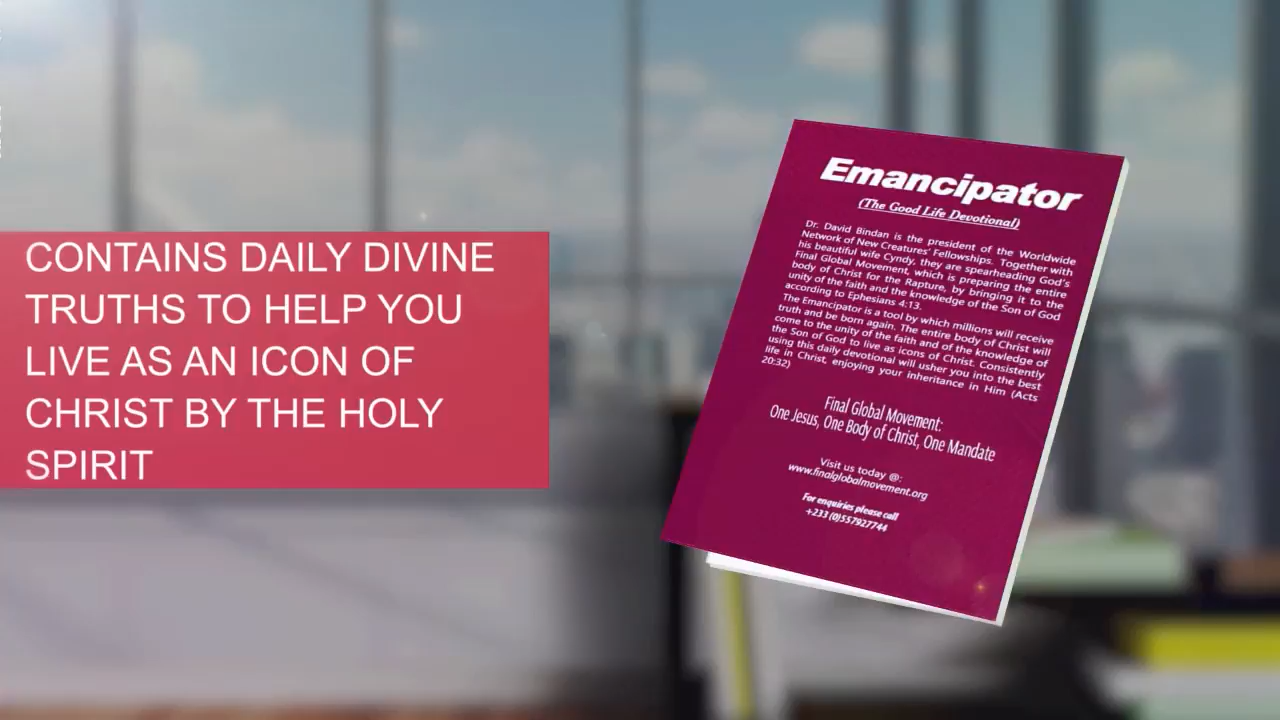 CONTAINS DAILY DIVINE
TRUTHS TO HELP YOU
LIVE AS AN ICON OF
CHRIST BY THE HOLY
SPIRIT
Emancipator
(The Good Life Devotional)
Dr. David Bindan is the president of the Worldwide
Network of New Creatures' Fellowships. Together with
his beautiful wife Cyndy, they are spearheading God's
Final Global Movement, which is preparing the entire
body of Christ for the Rapture, by bringing it to the
unity of the faith and the knowledge of the Son of God
according to Ephesians 4:13.
The Emancipator is a tool by which millions will receive
truth and be born again. The entire body of Christ will
come to the unity of the faith and of the knowledge of
the Son of God to live as icons of Christ. Consistently
using this daily devotional will usher you into the best
life in Christ, enjoying your inheritance in Him (Acts
20:32)
Final Global Movement:
One Jesus, One Body of Christ, One Mandate
Visit us today @:
www.finalglobalmovement.org
For enquiries please call
+233 (0)557927744